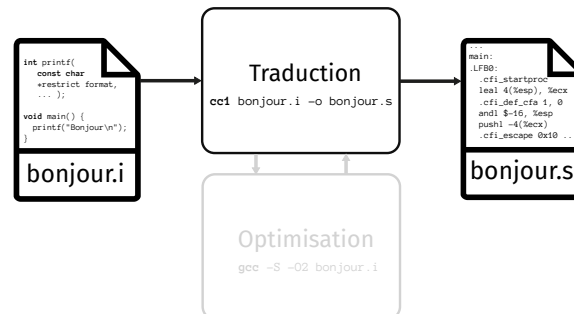 int printf(
const char
*restrict format,
... );
void main() {
printf("Bonjour\n");
}
bonjour.i
Traduction
cc1 bonjour.i -o bonjour.s
Optimisation
gcc -S -O2 bonjour.i
...
main:
.LFB0:
.cfi_startproc
leal 4(%esp), %ecx
.cfi_def_cfa 1, 0
andl $-16, %esp
pushl -4(%ecx)
.cfi_escape 0x10 ...
bonjour.s